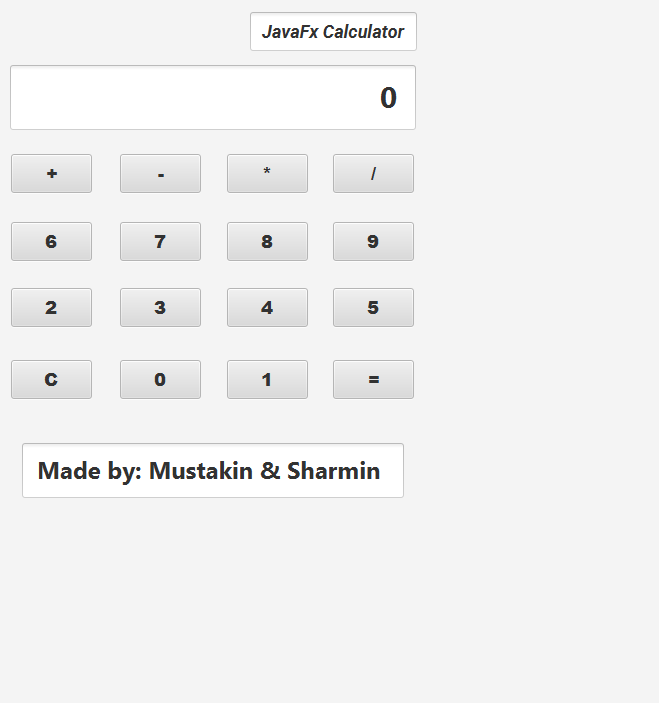 JavaFx Calculator
0
+ - * /
6 7 8 9
2 3 4 5
C 0 1 =
Made by: Mustakin & Sharmin